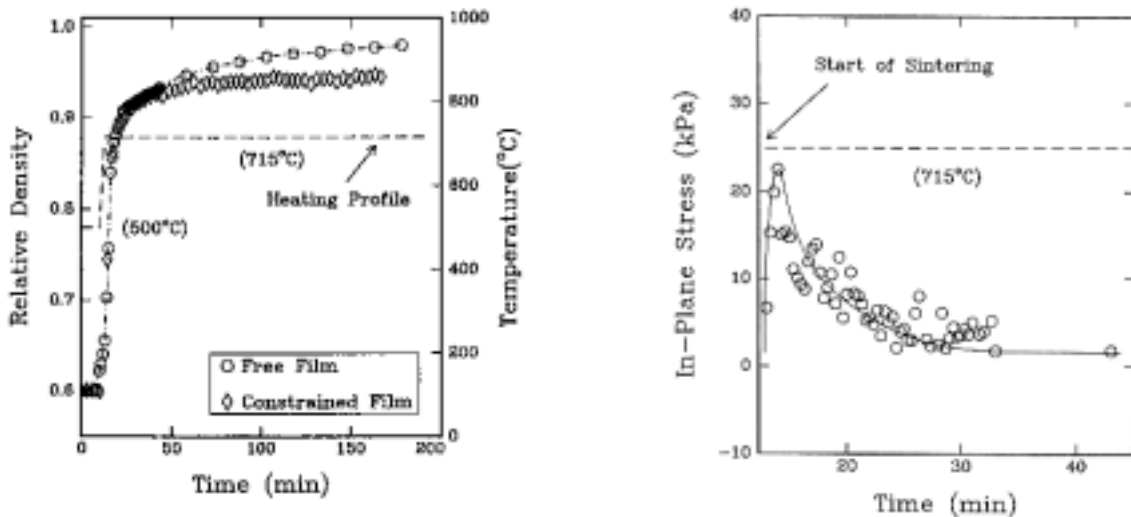 1.0
0.9
0.8
0.7
0.6
1000
800
600
400
200
0
Relative Density
Temperature(°C)
(715°C)
Heating Profile
(500°C)
Free Film
Constrained Film
0 50 100 150 200
Time (min)
40
30
20
10
0
-10
In-Plane Stress (kPa)
Start of Sintering
(715°C)
20 30 40
Time (min)